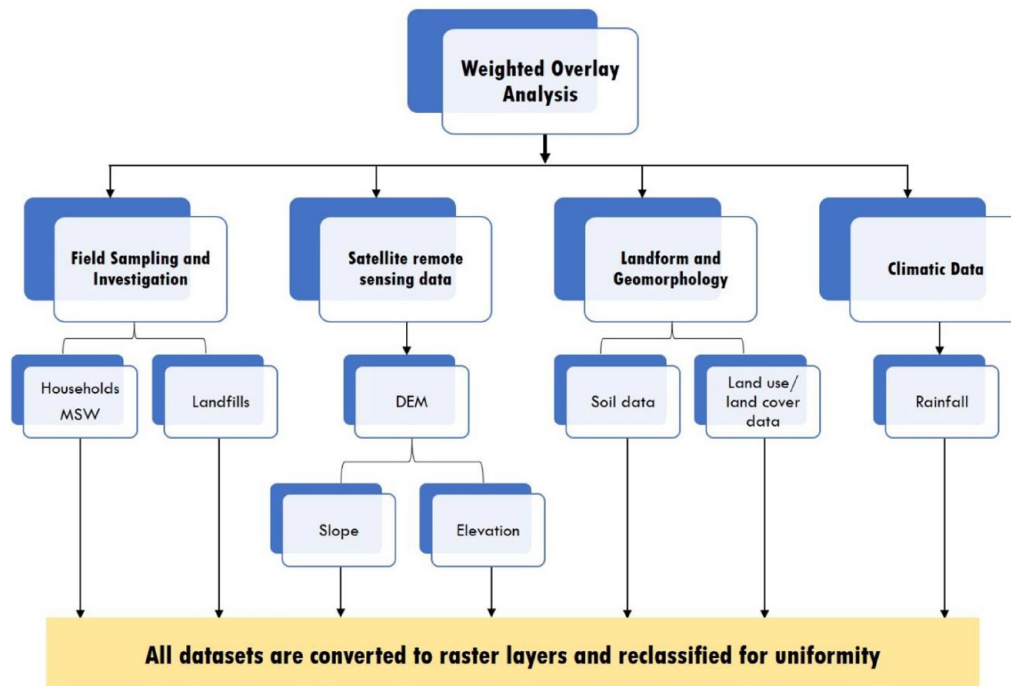 Weighted Overlay
Analysis
Field Sampling and
Investigation
Satellite remote
sensing data
Landform and
Geomorphology
Climatic Data
Households
MSW
Landfills
DEM
Soil data
Land use/
land cover
data
Rainfall
Slope
Elevation
All datasets are converted to raster layers and reclassified for uniformity